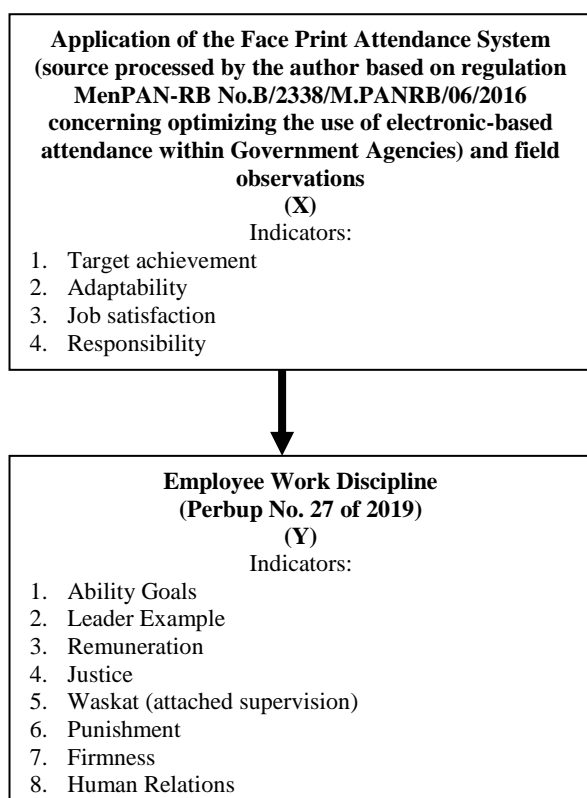 Application of the Face Print Attendance System
(source processed by the author based on regulation
MenPAN-RB No.B/2338/M.PANRB/06/2016
concerning optimizing the use of electronic-based
attendance within Government Agencies) and field
observations
(X)
Indicators:
1. Target achievement
2. Adaptability
3. Job satisfaction
4. Responsibility
Employee Work Discipline
(Perbup No. 27 of 2019)
(Y)
Indicators:
1. Ability Goals
2. Leader Example
3. Remuneration
4. Justice
5. Waskat (attached supervision)
6. Punishment
7. Firmness
8. Human Relations